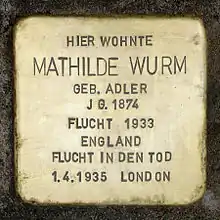 HIER WOHNTE
MATHILDE WURM
GEB. ADLER
JG. 1874
FLUCHT 1933
ENGLAND
FLUCHT IN DEN TOD
1.4.1935 LONDON